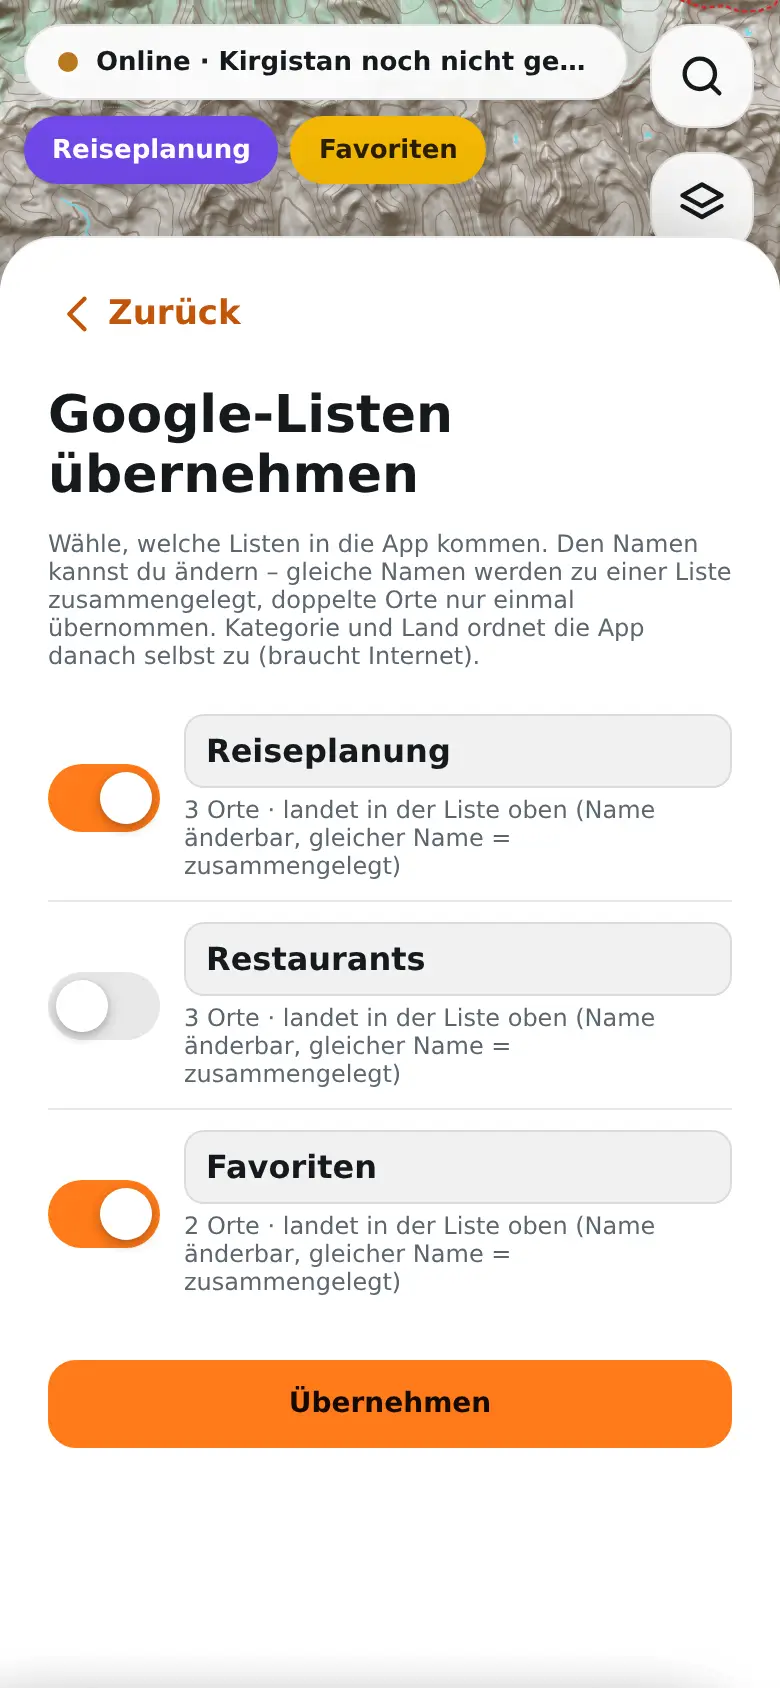 Online · Kirgistan noch nicht ge…
Reiseplanung
Favoriten
Zurück
Google-Listen
übernehmen
Wähle, welche Listen in die App kommen. Den Namen
kannst du ändern – gleiche Namen werden zu einer Liste
zusammengelegt, doppelte Orte nur einmal
übernommen. Kategorie und Land ordnet die App
danach selbst zu (braucht Internet).
Reiseplanung
3 Orte · landet in der Liste oben (Name
änderbar, gleicher Name =
zusammengelegt)
Restaurants
3 Orte · landet in der Liste oben (Name
änderbar, gleicher Name =
zusammengelegt)
Favoriten
2 Orte · landet in der Liste oben (Name
änderbar, gleicher Name =
zusammengelegt)
Übernehmen